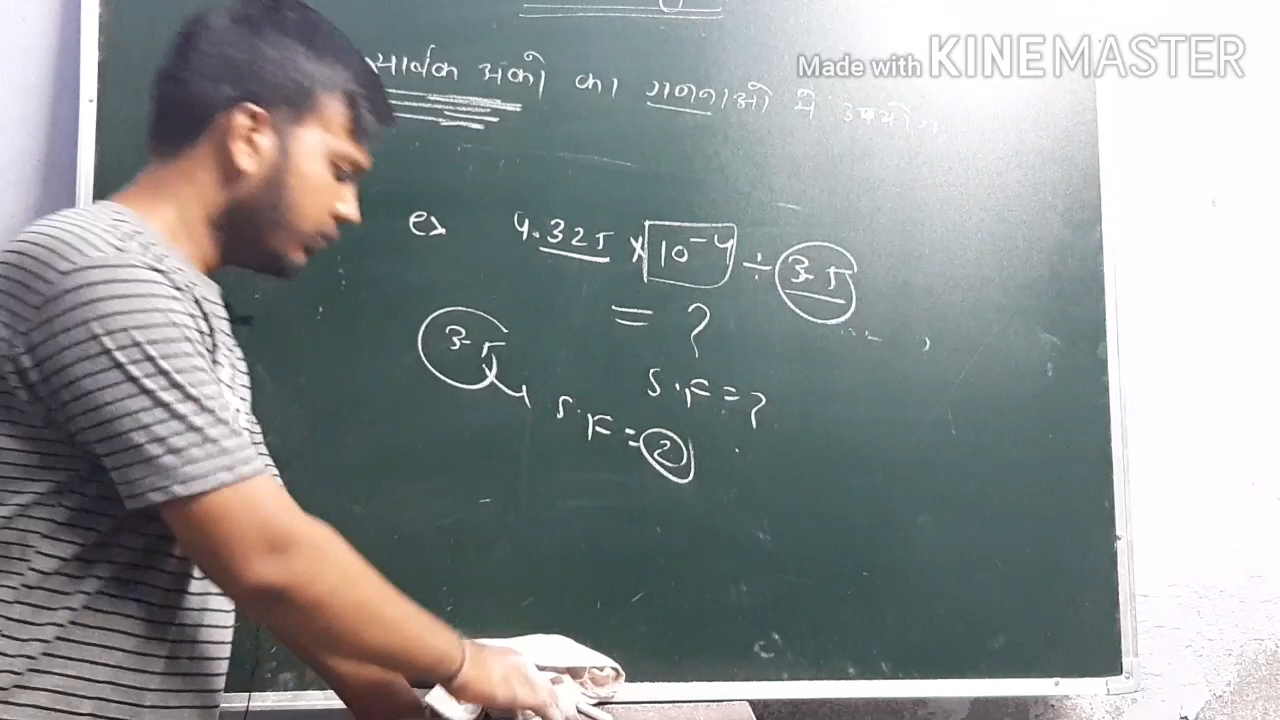 Made with KINEMASTER
सार्थक अंको का गणनाओ मे उपयोग
ex 4.325 × 10⁻⁴ ÷ 3.5
= ?
3.5
S.F = ?
S.F = 2